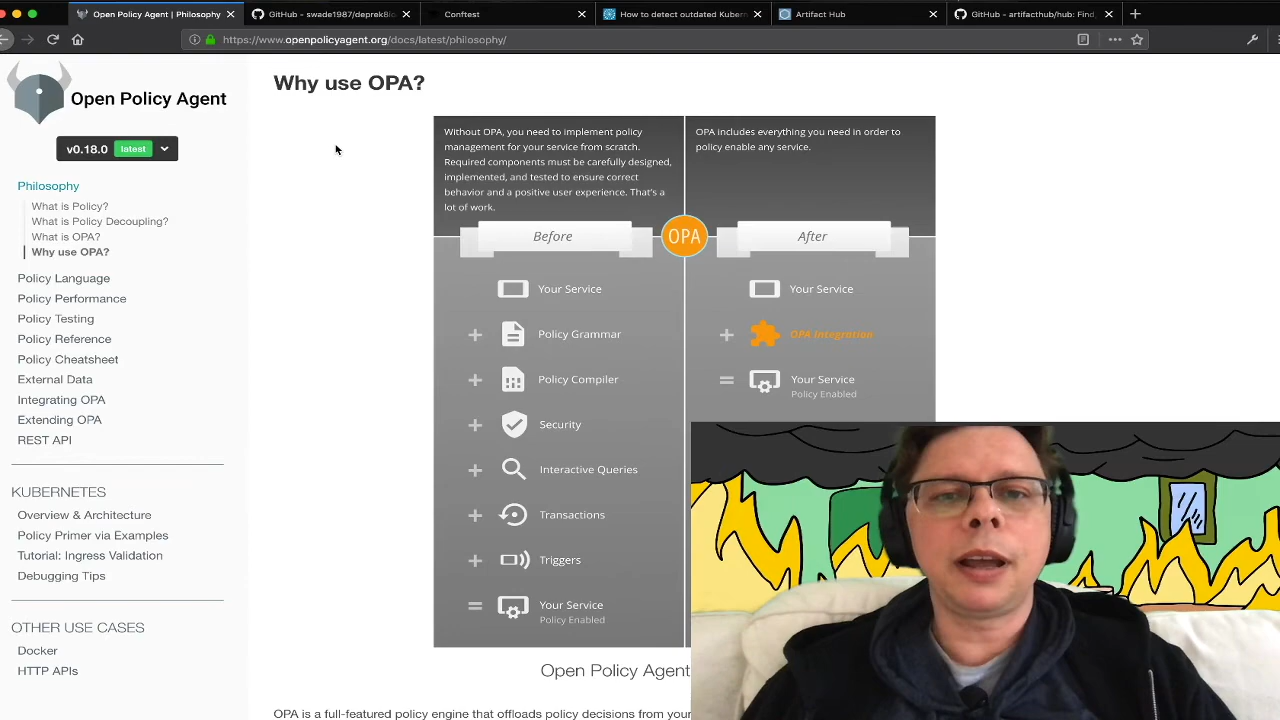 Open Policy Agent | Philosophy
GitHub - swade1987/deprek8
Conftest
How to detect outdated Kubern
Artifact Hub
GitHub - artifacthub/hub: Find,
https://www.openpolicyagent.org/docs/latest/philosophy/
Open Policy Agent
v0.18.0 latest
Philosophy
What is Policy?
What is Policy Decoupling?
What is OPA?
Why use OPA?
Policy Language
Policy Performance
Policy Testing
Policy Reference
Policy Cheatsheet
External Data
Integrating OPA
Extending OPA
REST API
KUBERNETES
Overview & Architecture
Policy Primer via Examples
Tutorial: Ingress Validation
Debugging Tips
OTHER USE CASES
Docker
HTTP APIs
Why use OPA?
Without OPA, you need to implement policy
management for your service from scratch.
Required components must be carefully designed,
implemented, and tested to ensure correct
behavior and a positive user experience. That's a
lot of work.
Before
Your Service
+ Policy Grammar
+ Policy Compiler
+ Security
+ Interactive Queries
+ Transactions
+ Triggers
= Your Service
Policy Enabled
OPA
OPA includes everything you need in order to
policy enable any service.
After
Your Service
+ OPA Integration
= Your Service
Policy Enabled
Open Policy Agent
OPA is a full-featured policy engine that offloads policy decisions from your